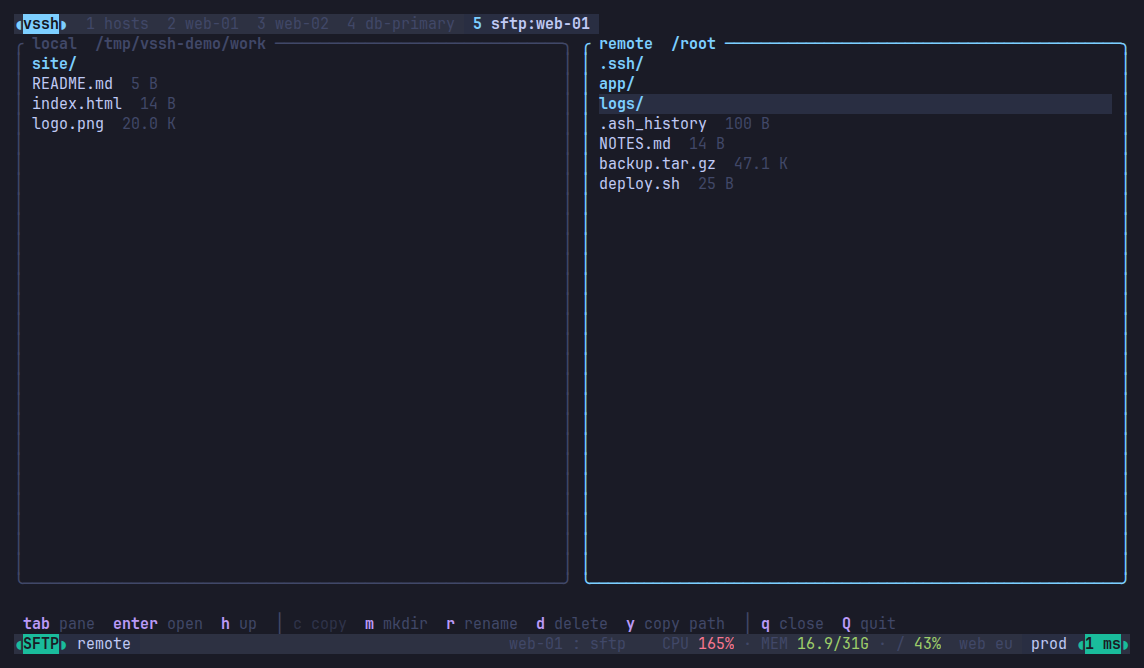 vssh 1 hosts 2 web-01 3 web-02 4 db-primary 5 sftp:web-01
local /tmp/vssh-demo/work
site/
README.md 5 B
index.html 14 B
logo.png 20.0 K
remote /root
.ssh/
app/
logs/
.ash_history 100 B
NOTES.md 14 B
backup.tar.gz 47.1 K
deploy.sh 25 B
tab pane enter open h up │ c copy m mkdir r rename d delete y copy path │ q close Q quit
SFTP remote web-01 : sftp CPU 165% · MEM 16.9/31G · / 43% web eu prod 1 ms